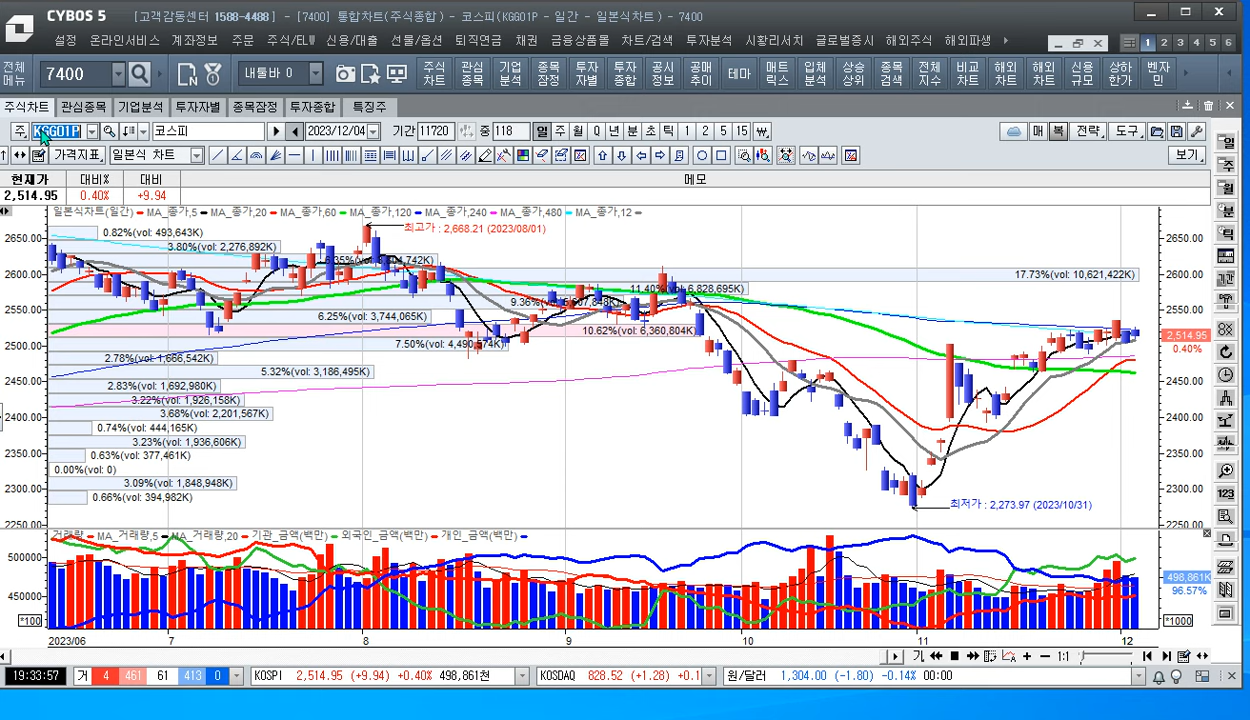 CYBOS 5 [고객감동센터 1588-4488] - [7400] 통합차트(주식종합) - 코스피(KGG01P - 일간 - 일본식차트) - 7400
설정 온라인서비스 계좌정보 주문 주식/ELW 신용/대출 선물/옵션 퇴직연금 채권 금융상품몰 차트/검색 투자분석 시황리서치 글로벌증시 해외주식 해외파생
1 2 3 4 5 6
전체메뉴 7400 내툴바 0 주식차트 관심종목 기업분석 종목잠정 투자자별 투자종합 공시정보 공매추이 테마 매트릭스 입체분석 상승승위 종목검색 전체지수 비교차트 해외차트 해외차트 신용규모 상하한가 벤자민
주식차트 관심종목 기업분석 투자자별 종목잠정 투자종합 특징주
주 KGG01P 코스피 2023/12/04 기간 11720 중 118 일 주 월 Q 년 분 초 틱 1 2 5 15 매 복 전략 도구
가격지표 일본식 차트 보기
현재가 대비% 대비 메모
2,514.95 0.40% +9.94
일본식차트(일간) MA_종가,5 MA_종가,20 MA_종가,60 MA_종가,120 MA_종가,240 MA_종가,480 MA_종가,12
최고가 : 2,668.21 (2023/08/01)
0.82%(vol: 493,643K)
3.80%(vol: 2,276,892K)
17.73%(vol: 10,621,422K)
11.40%(vol: 6,828,695K)
6.25%(vol: 3,744,065K)
10.62%(vol: 6,360,804K)
7.50%(vol: 4,490,574K)
2.78%(vol: 1,666,542K)
5.32%(vol: 3,186,495K)
2.83%(vol: 1,692,980K)
3.22%(vol: 1,926,158K)
3.68%(vol: 2,201,567K)
0.74%(vol: 444,165K)
3.23%(vol: 1,936,606K)
0.63%(vol: 377,461K)
0.00%(vol: 0)
3.09%(vol: 1,848,948K)
0.66%(vol: 394,982K)
최저가 : 2,273.97 (2023/10/31)
2650.00 2650.00
2600.00 2600.00
2550.00 2550.00
2,514.95
0.40%
2500.00
2450.00 2450.00
2400.00 2400.00
2350.00 2350.00
2300.00 2300.00
2250.00 2250.00
거래량 MA_거래량,5 MA_거래량,20 기관_금액(백만) 외국인_금액(백만) 개인_금액(백만)
500000 498,861K
96.57%
450000
*100 *1000
2023/06 7 8 9 10 11 12
1:1
19:33:57 거 4 461 61 413 0 KOSPI 2,514.95 (+9.94) +0.40% 498,861천 KOSDAQ 828.52 (+1.28) +0.1 원/달러 1,304.00 (-1.80) -0.14% 00:00